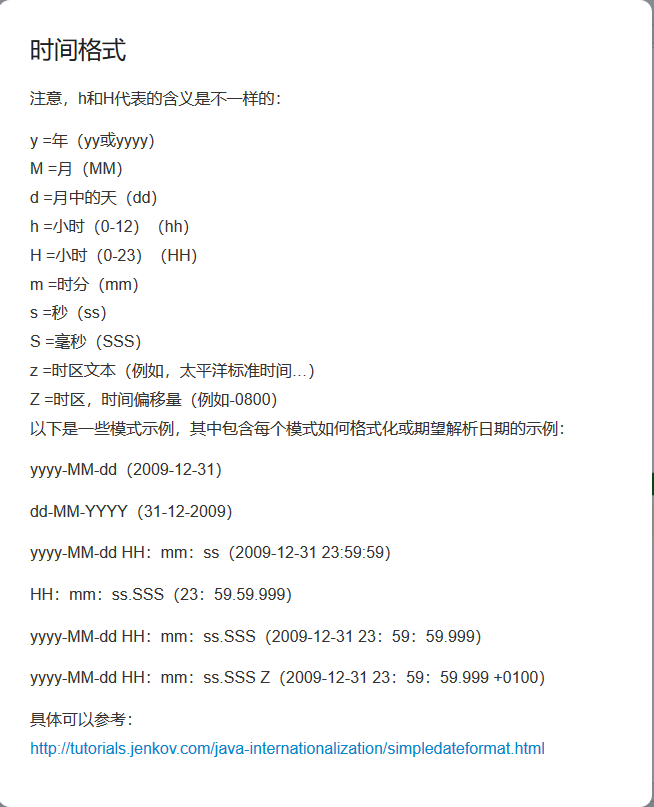 时间格式
注意，h和H代表的含义是不一样的：
y =年（yy或yyyy）
M =月（MM）
d =月中的天（dd）
h =小时（0-12）（hh）
H =小时（0-23）（HH）
m =时分（mm）
s =秒（ss）
S =毫秒（SSS）
z =时区文本（例如，太平洋标准时间...）
Z =时区，时间偏移量（例如-0800）
以下是一些模式示例，其中包含每个模式如何格式化或期望解析日期的示例：
yyyy-MM-dd（2009-12-31）
dd-MM-YYYY（31-12-2009）
yyyy-MM-dd HH：mm：ss（2009-12-31 23:59:59）
HH：mm：ss.SSS（23：59.59.999）
yyyy-MM-dd HH：mm：ss.SSS（2009-12-31 23：59：59.999）
yyyy-MM-dd HH：mm：ss.SSS Z（2009-12-31 23：59：59.999 +0100）
具体可以参考：
http://tutorials.jenkov.com/java-internationalization/simpledateformat.html